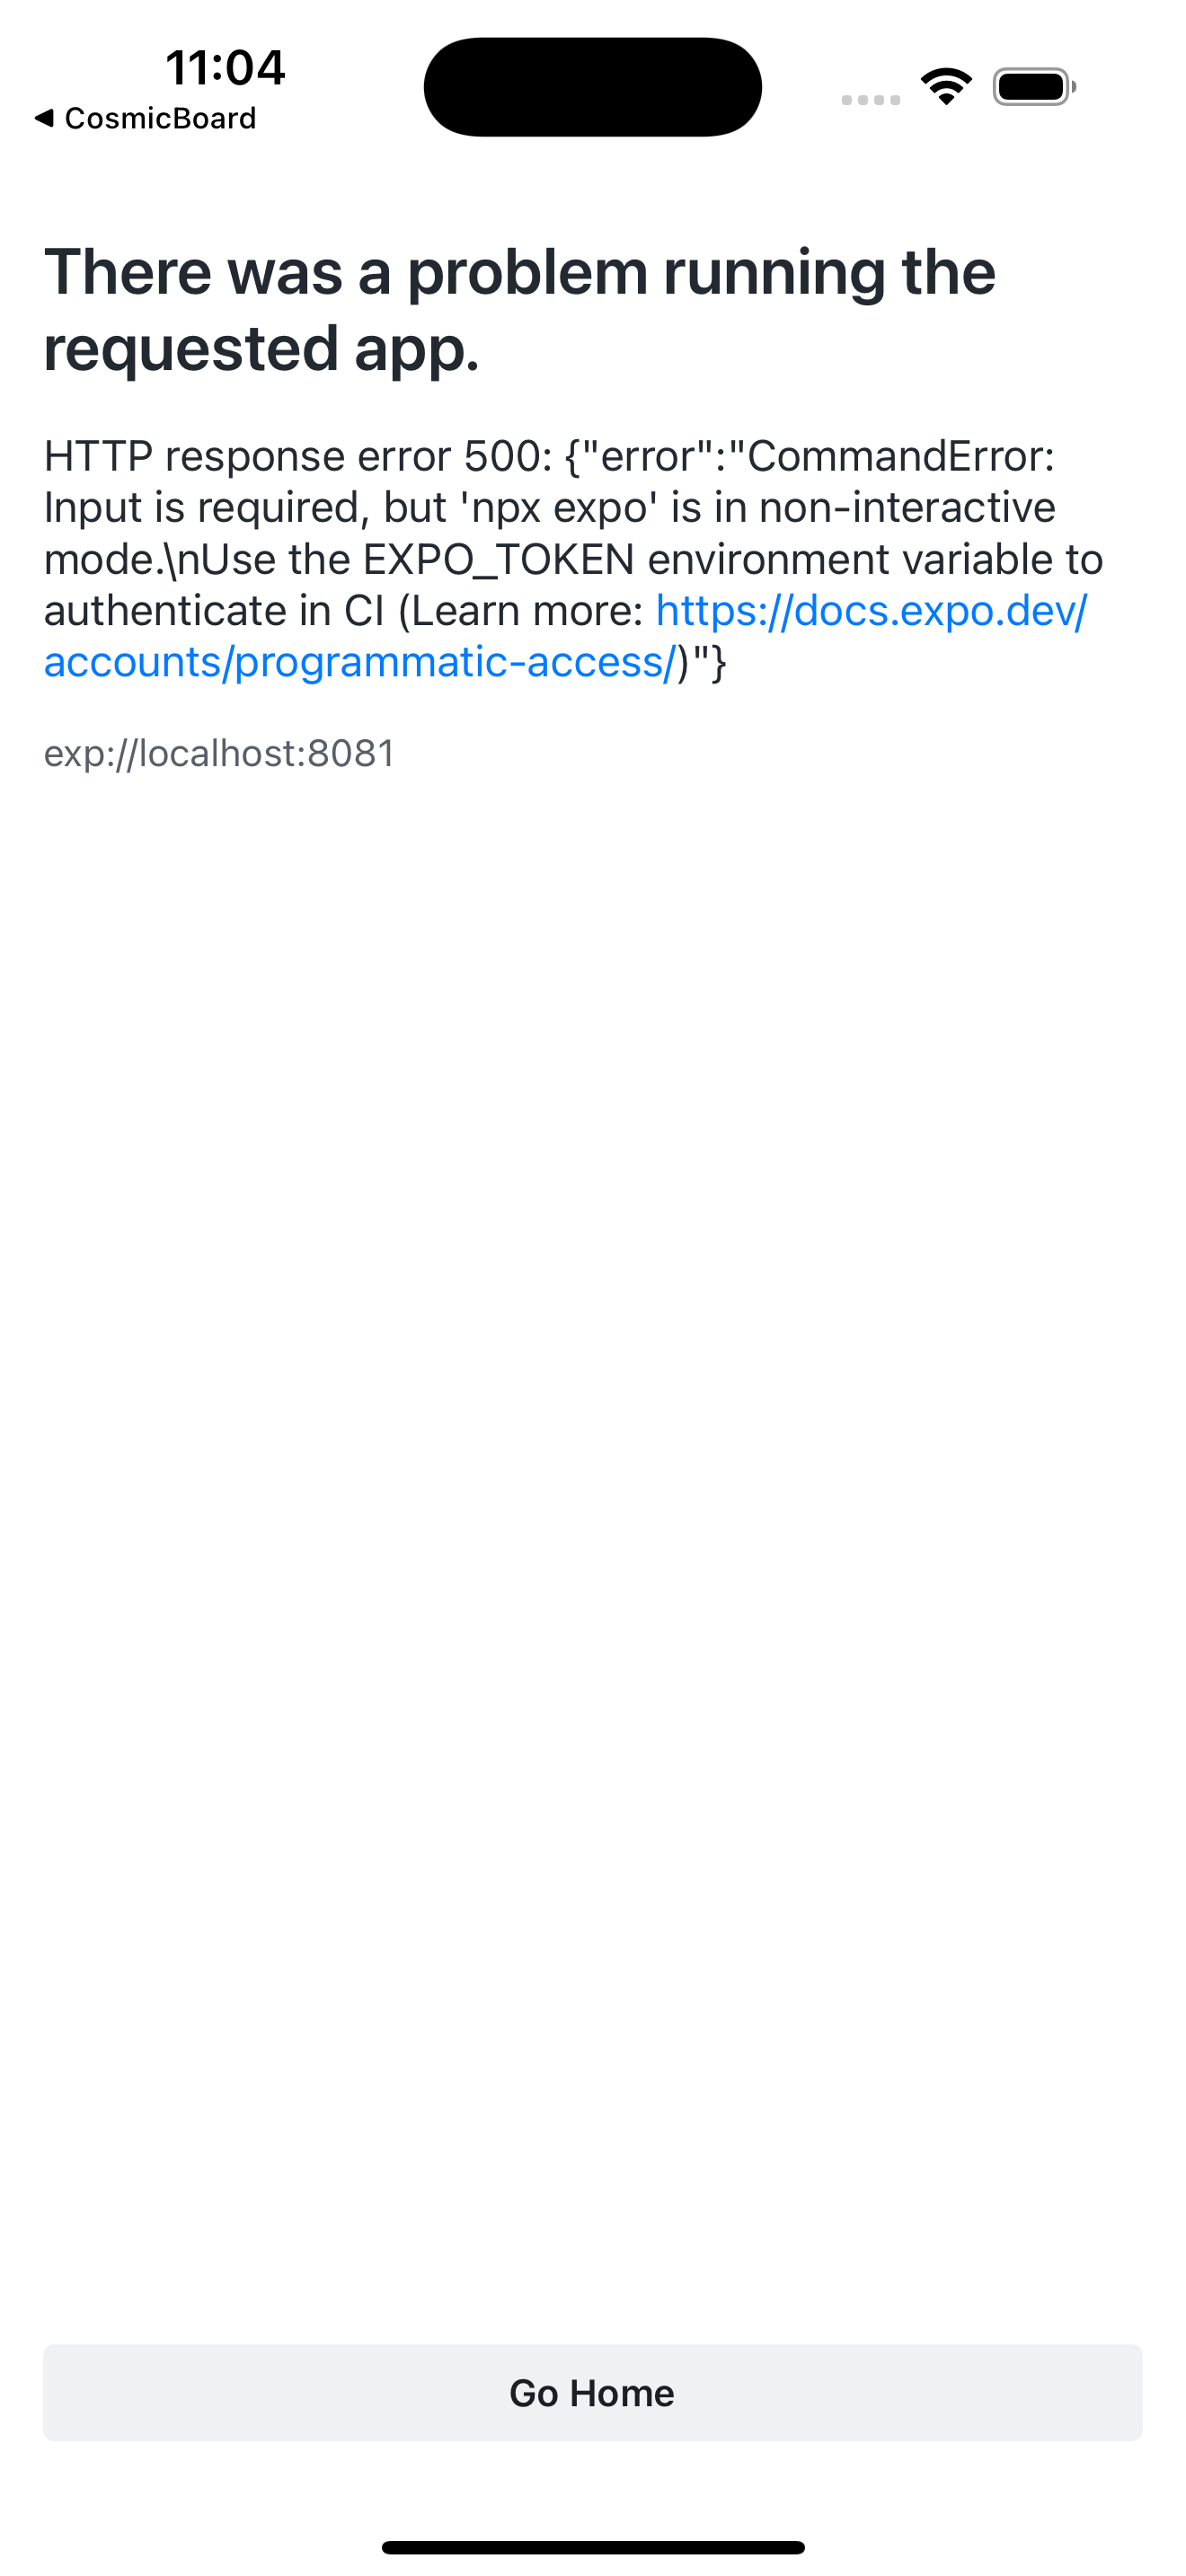 11:04
◀ CosmicBoard
There was a problem running the
requested app.
HTTP response error 500: {"error":"CommandError:
Input is required, but 'npx expo' is in non-interactive
mode.\nUse the EXPO_TOKEN environment variable to
authenticate in CI (Learn more: https://docs.expo.dev/
accounts/programmatic-access/)"}
exp://localhost:8081
Go Home